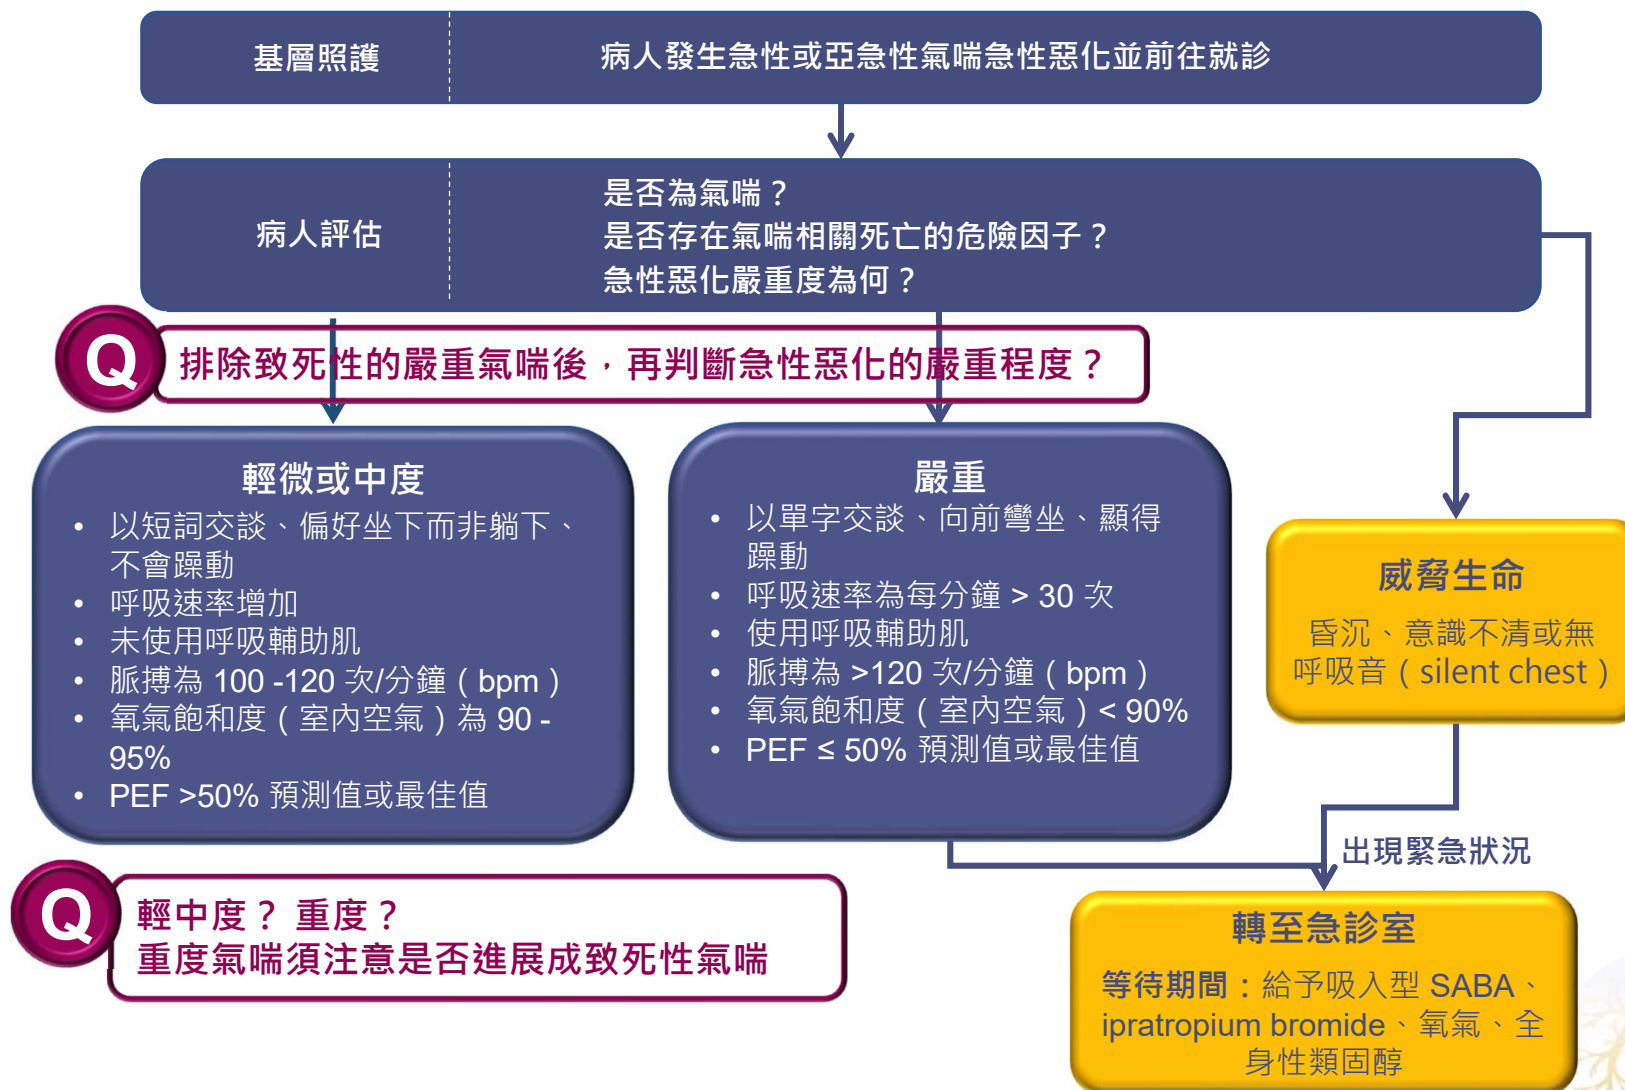 基層照護
病人發生急性或亞急性氣喘急性惡化並前往就診
病人評估
是否為氣喘？
是否存在氣喘相關死亡的危險因子？
急性惡化嚴重度為何？
Q
排除致死性的嚴重氣喘後，再判斷急性惡化的嚴重程度？
輕微或中度
• 以短詞交談、偏好坐下而非躺下、
不會躁動
• 呼吸速率增加
• 未使用呼吸輔助肌
• 脈搏為 100 -120 次/分鐘（bpm）
• 氧氣飽和度（室內空氣）為 90 -
95%
• PEF >50% 預測值或最佳值
嚴重
• 以單字交談、向前彎坐、顯得
躁動
• 呼吸速率為每分鐘 > 30 次
• 使用呼吸輔助肌
• 脈搏為 >120 次/分鐘（bpm）
• 氧氣飽和度（室內空氣）< 90%
• PEF ≤ 50% 預測值或最佳值
威脅生命
昏沉、意識不清或無
呼吸音（silent chest）
出現緊急狀況
Q
輕中度？ 重度？
重度氣喘須注意是否進展成致死性氣喘
轉至急診室
等待期間：給予吸入型 SABA、
ipratropium bromide、氧氣、全
身性類固醇